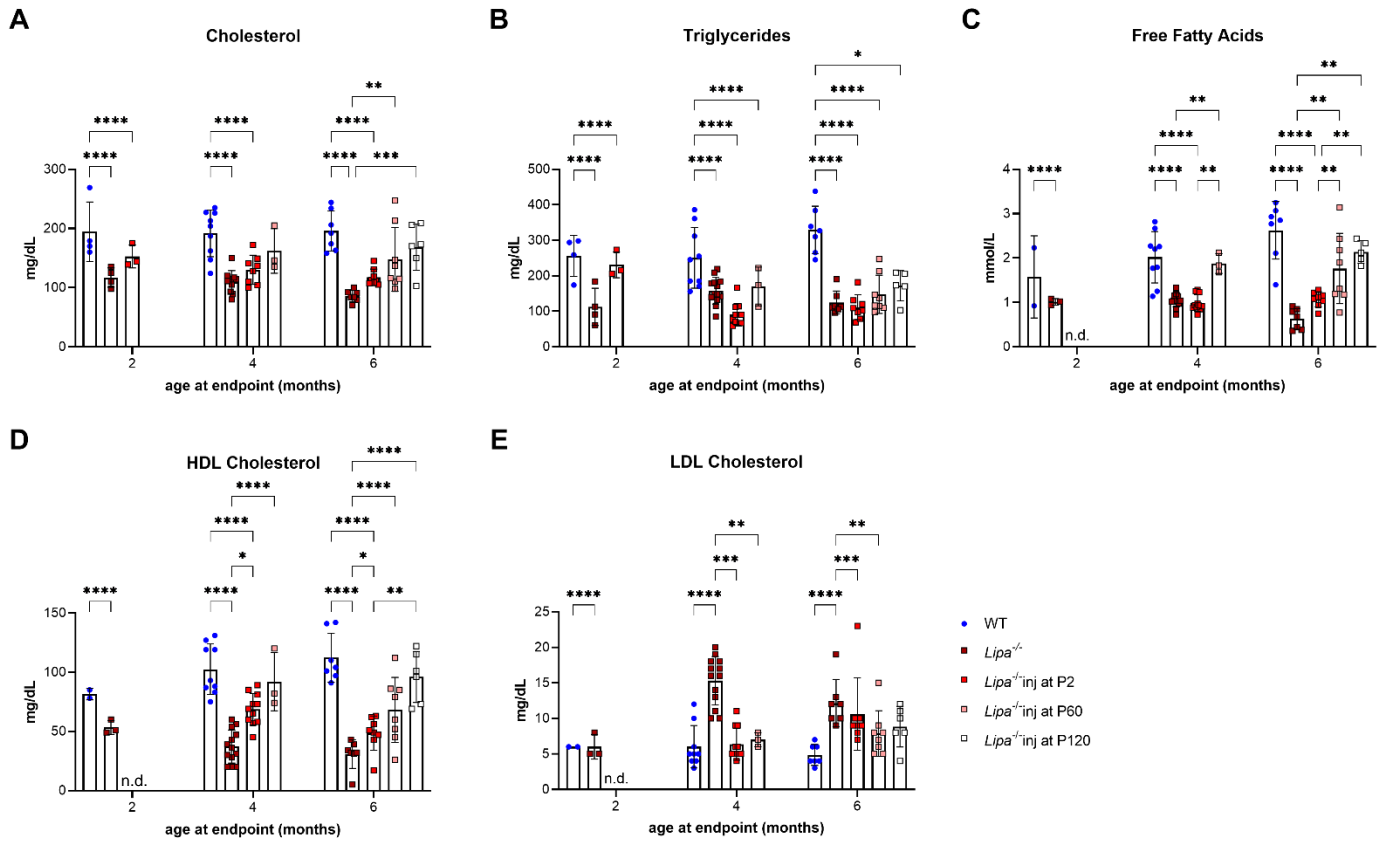 A
Cholesterol
**
**** **** ****
**** **** **** ***
300
200
100
0
mg/dL
2 4 6
age at endpoint (months)
B
Triglycerides
*
**** ****
**** **** ****
**** **** ****
500
400
300
200
100
0
mg/dL
2 4 6
age at endpoint (months)
C
Free Fatty Acids
**
** **
**** **** **
**** **** ** **** **
4
3
2
1
0
mmol/L
n.d.
2 4 6
age at endpoint (months)
D
HDL Cholesterol
****
**** ****
**** ****
* *
**** **** **** **
150
100
50
0
mg/dL
n.d.
2 4 6
age at endpoint (months)
E
LDL Cholesterol
** **
*** ***
**** **** ****
25
20
15
10
5
0
mg/dL
n.d.
2 4 6
age at endpoint (months)
WT
Lipa-/-
Lipa-/-inj at P2
Lipa-/-inj at P60
Lipa-/-inj at P120